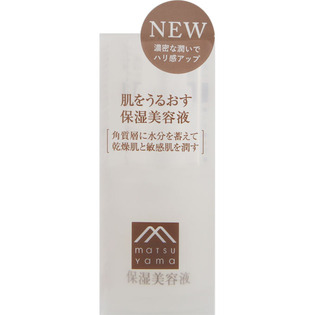 NEW
濃密な潤いで
ハリ感アップ
肌をうるおす
保湿美容液
角質層に水分を蓄えて
乾燥肌と敏感肌を潤す
matsu
yama
保湿美容液